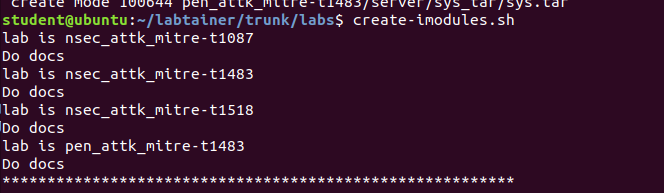 create mode 100644 pen_attk_mitre-t1483/server/sys_tar/sys.tar
student@ubuntu:~/labtainer/trunk/labs$ create-imodules.sh
lab is nsec_attk_mitre-t1087
Do docs
lab is nsec_attk_mitre-t1483
Do docs
lab is nsec_attk_mitre-t1518
Do docs
lab is pen_attk_mitre-t1483
Do docs
*********************************************************